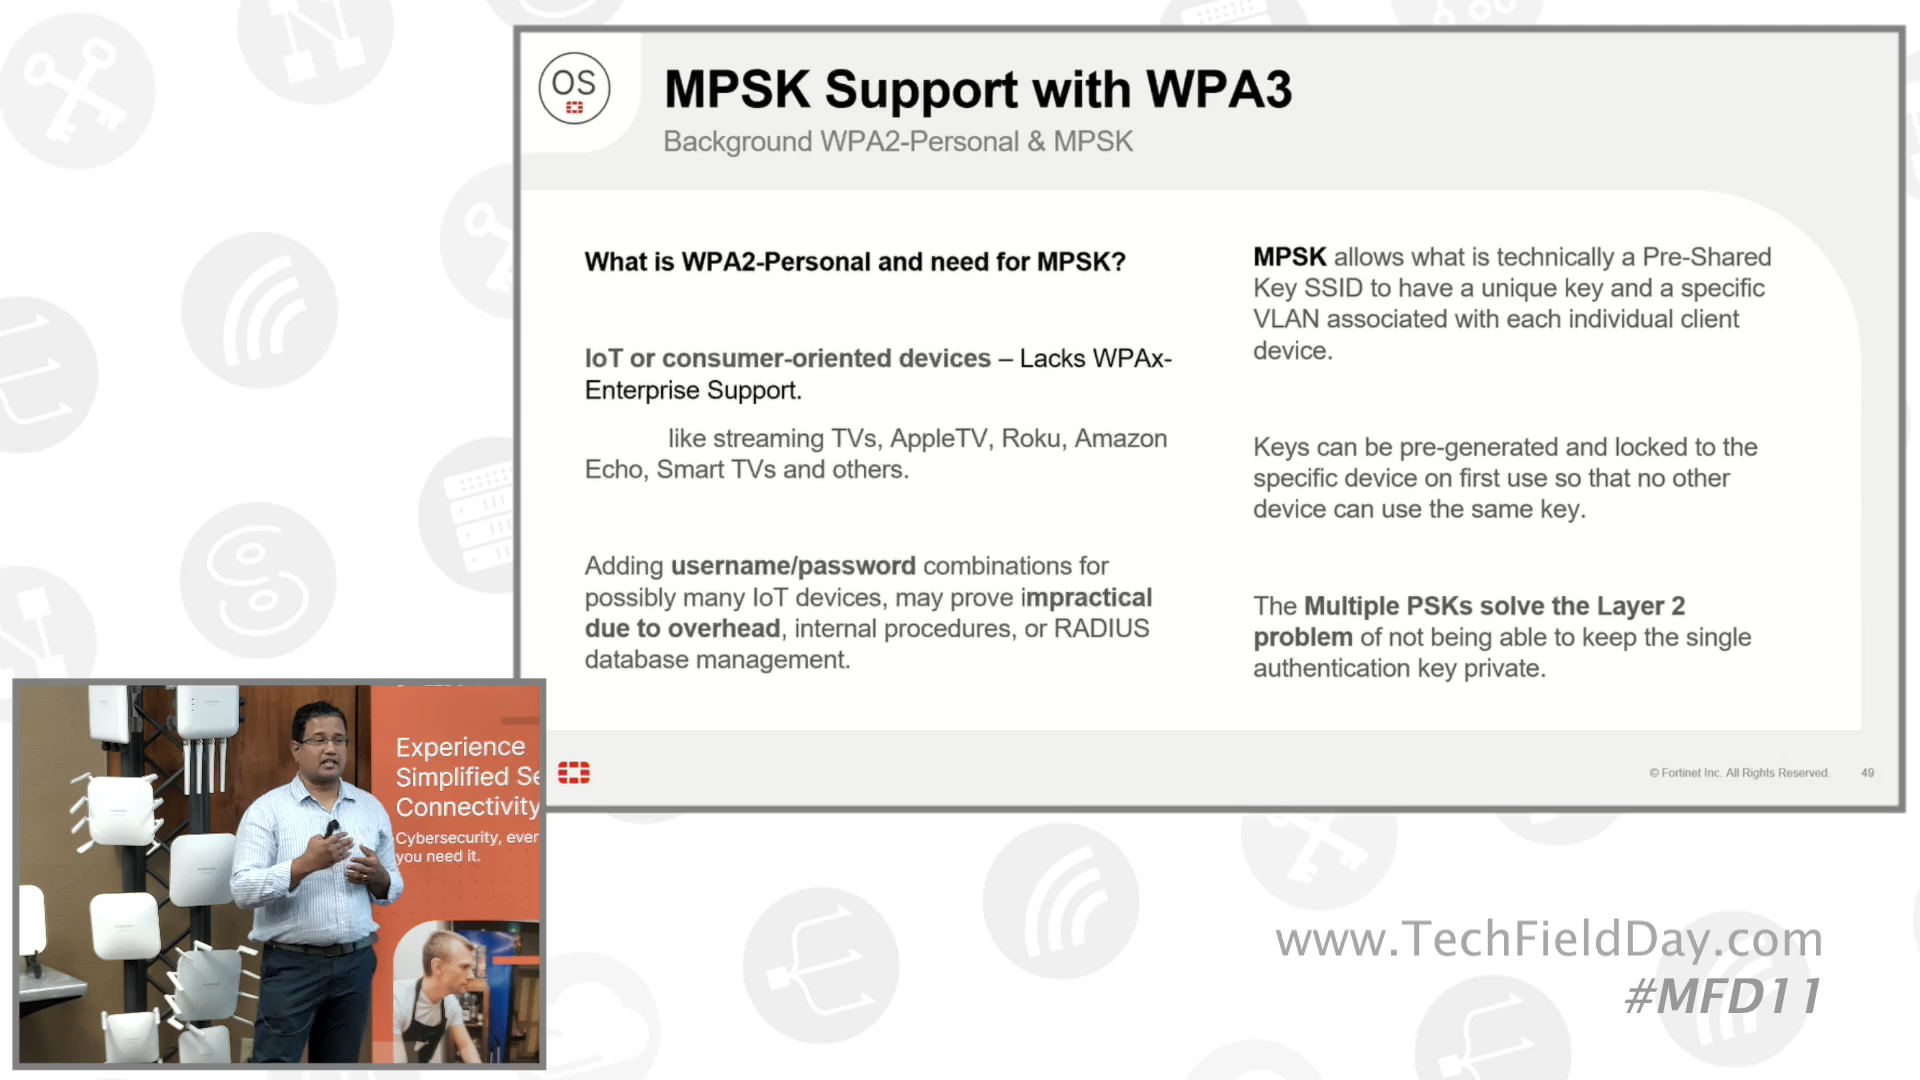 OS
MPSK Support with WPA3
Background WPA2-Personal & MPSK
What is WPA2-Personal and need for MPSK?
IoT or consumer-oriented devices – Lacks WPAx-
Enterprise Support.
like streaming TVs, AppleTV, Roku, Amazon
Echo, Smart TVs and others.
Adding username/password combinations for
possibly many IoT devices, may prove impractical
due to overhead, internal procedures, or RADIUS
database management.
MPSK allows what is technically a Pre-Shared
Key SSID to have a unique key and a specific
VLAN associated with each individual client
device.
Keys can be pre-generated and locked to the
specific device on first use so that no other
device can use the same key.
The Multiple PSKs solve the Layer 2
problem of not being able to keep the single
authentication key private.
© Fortinet Inc. All Rights Reserved.
49
Experience
Simplified Se
Connectivity
Cybersecurity, ever
you need it.
www.TechFieldDay.com
#MFD11